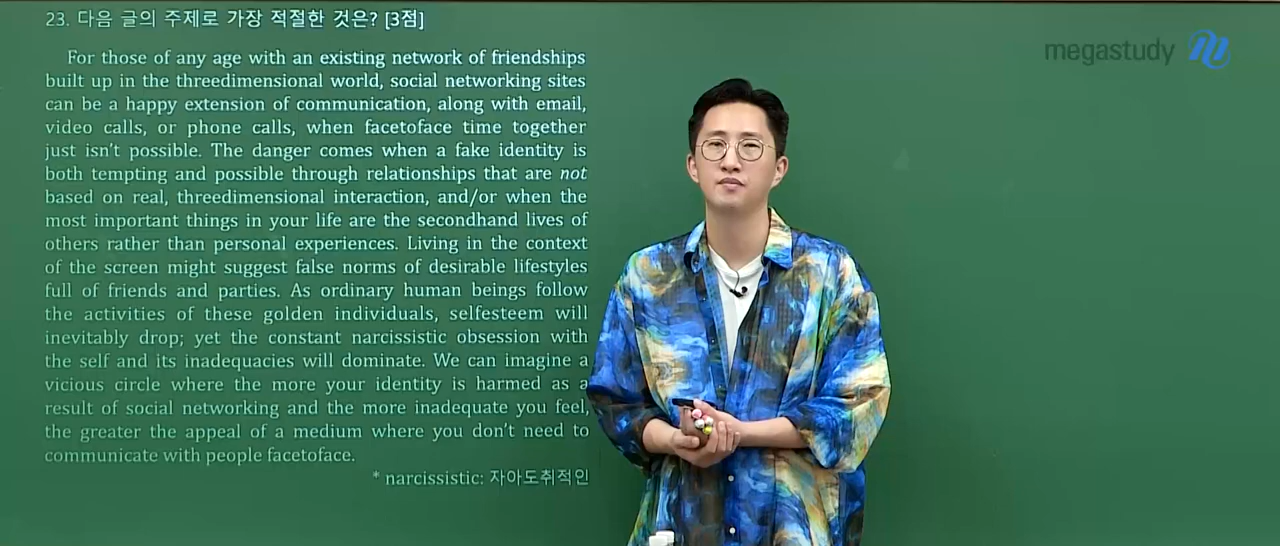 23. 다음 글의 주제로 가장 적절한 것은? [3점]
For those of any age with an existing network of friendships
built up in the threedimensional world, social networking sites
can be a happy extension of communication, along with email,
video calls, or phone calls, when facetoface time together
just isn't possible. The danger comes when a fake identity is
both tempting and possible through relationships that are not
based on real, threedimensional interaction, and/or when the
most important things in your life are the secondhand lives of
others rather than personal experiences. Living in the context
of the screen might suggest false norms of desirable lifestyles
full of friends and parties. As ordinary human beings follow
the activities of these golden individuals, selfesteem will
inevitably drop; yet the constant narcissistic obsession with
the self and its inadequacies will dominate. We can imagine a
vicious circle where the more your identity is harmed as a
result of social networking and the more inadequate you feel,
the greater the appeal of a medium where you don't need to
communicate with people facetoface.
* narcissistic: 자아도취적인
megastudy